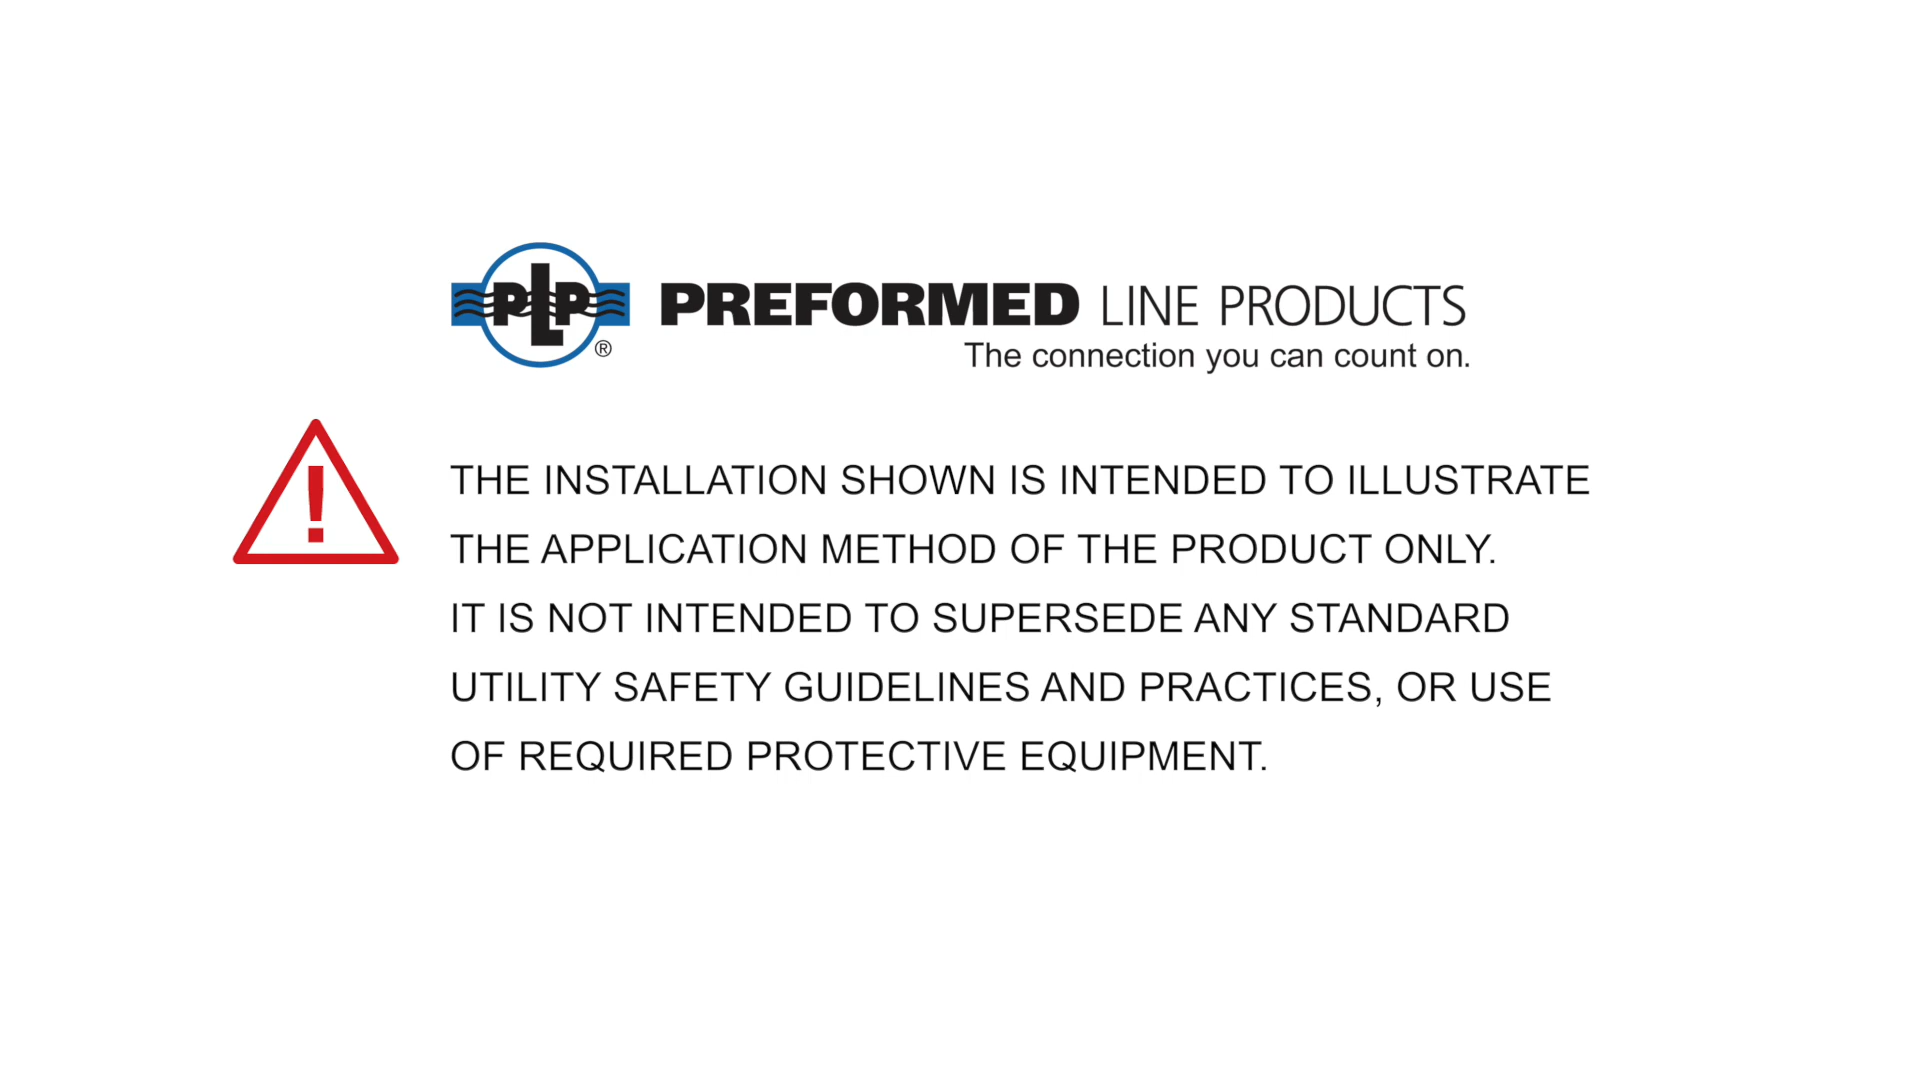 PLP®
PREFORMED LINE PRODUCTS
The connection you can count on.
!
THE INSTALLATION SHOWN IS INTENDED TO ILLUSTRATE
THE APPLICATION METHOD OF THE PRODUCT ONLY.
IT IS NOT INTENDED TO SUPERSEDE ANY STANDARD
UTILITY SAFETY GUIDELINES AND PRACTICES, OR USE
OF REQUIRED PROTECTIVE EQUIPMENT.